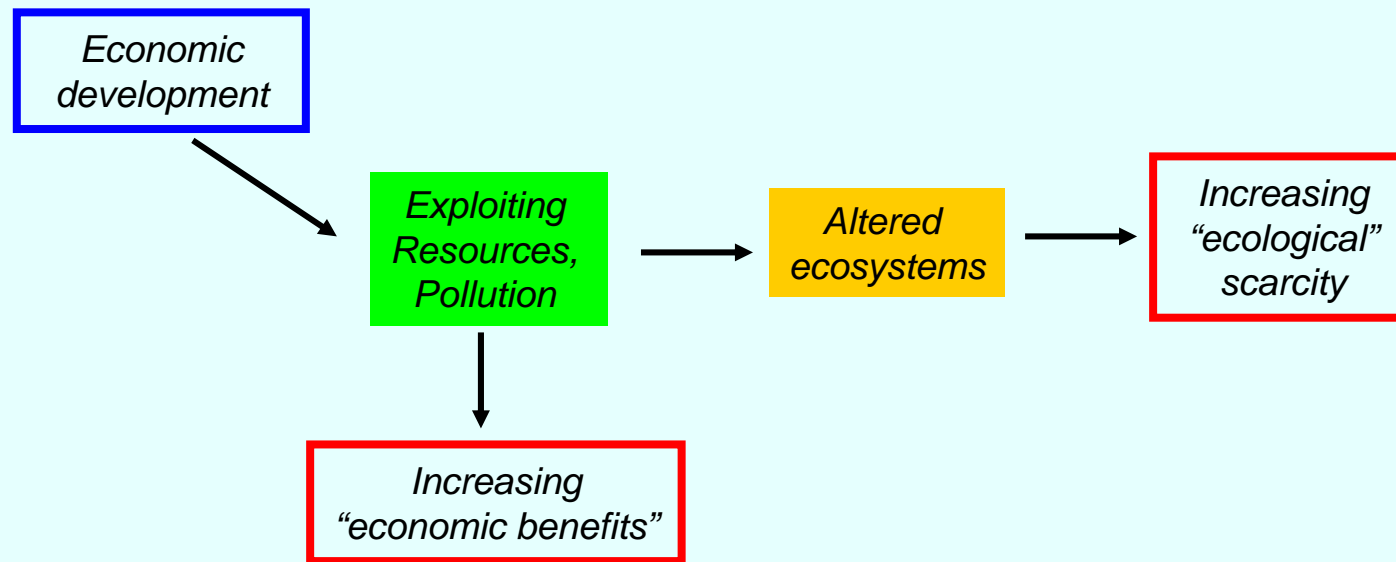 Economic
development
Exploiting
Resources,
Pollution
Altered
ecosystems
Increasing
“ecological”
scarcity
Increasing
“economic benefits”